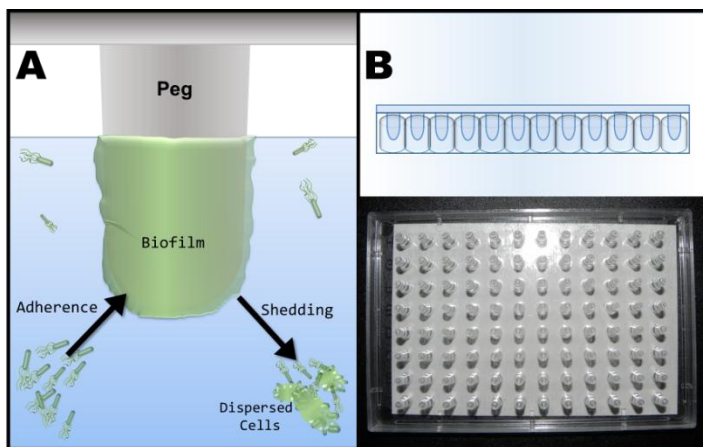 A
Peg
Biofilm
Adherence
Shedding
Dispersed
Cells
B